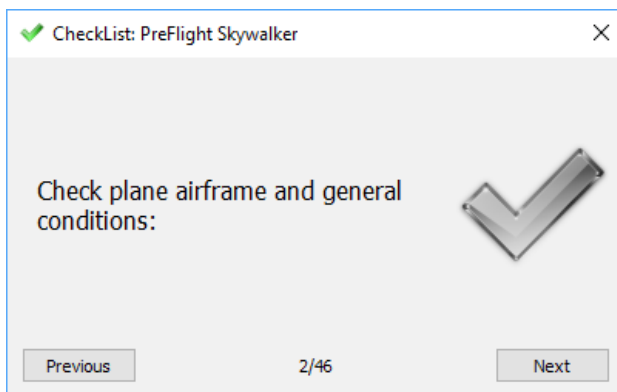 CheckList: PreFlight Skywalker
Check plane airframe and general
conditions:
Previous
2/46
Next